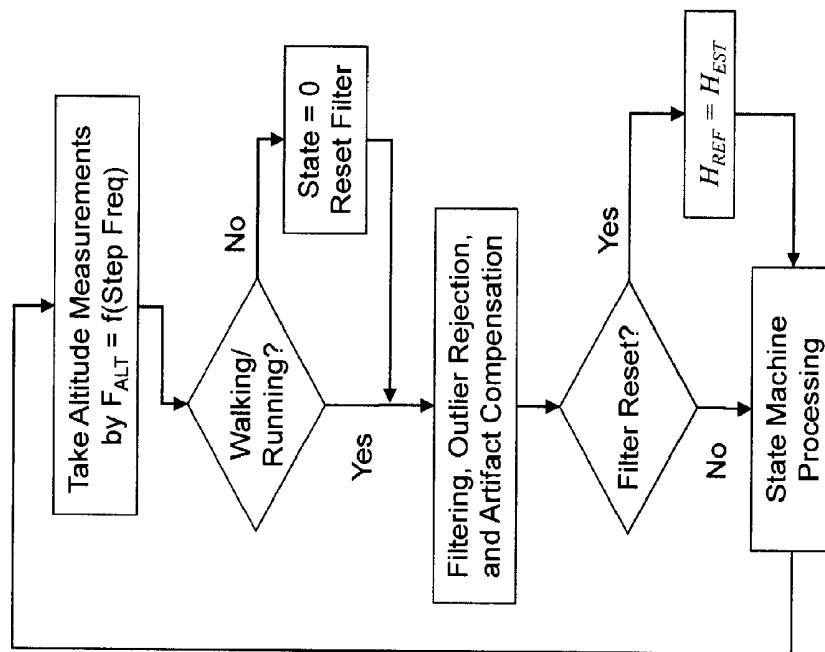 Take Altitude Measurements
by F_ALT = f(Step Freq)
Walking/
Running?
No
State = 0
Reset Filter
Yes
Filtering, Outlier Rejection,
and Artifact Compensation
Filter Reset?
Yes
H_REF = H_EST
No
State Machine
Processing